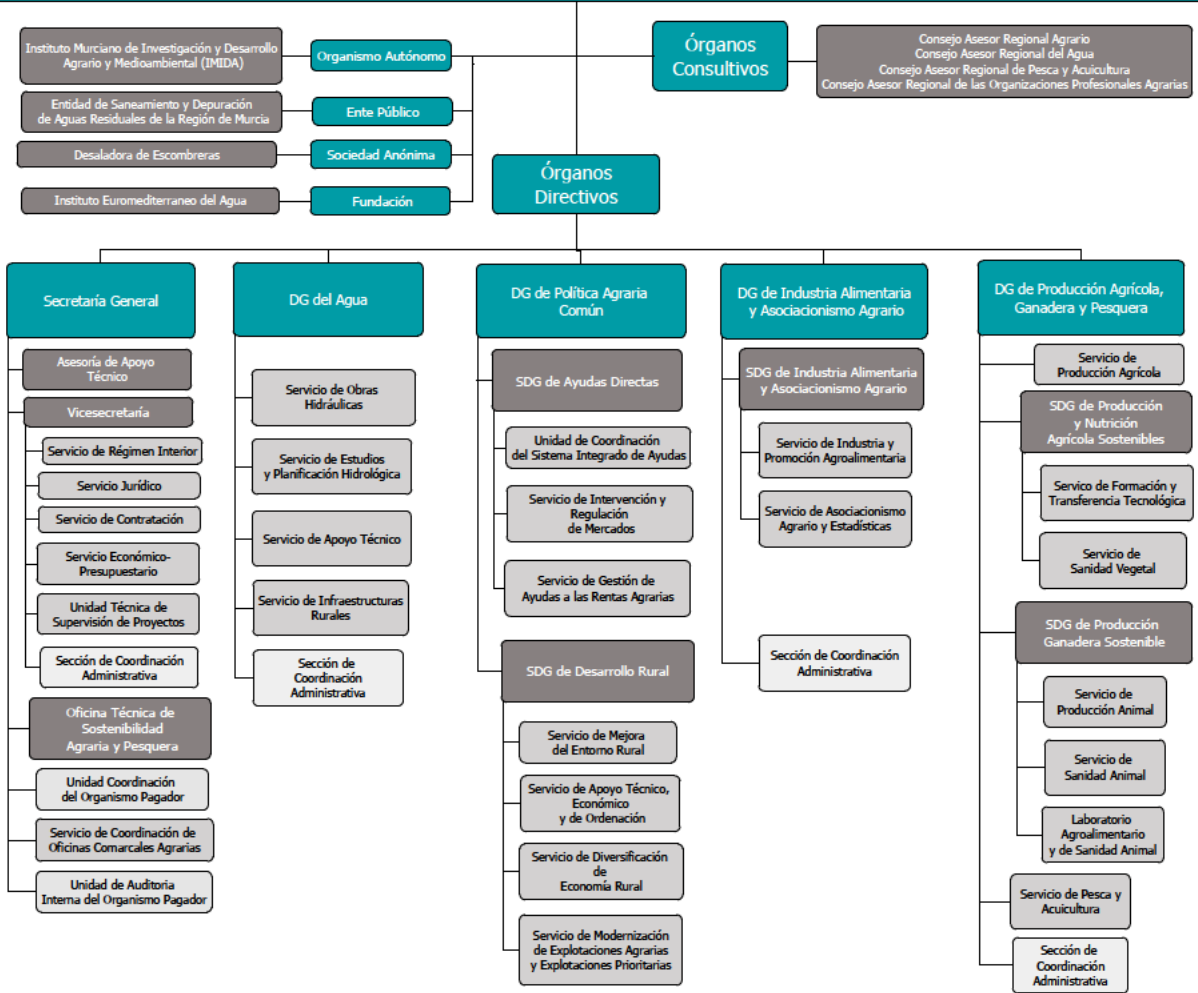 Instituto Murciano de Investigación y Desarrollo
Agrario y Medioambiental (IMIDA)
Organismo Autónomo
Entidad de Saneamiento y Depuración
de Aguas Residuales de la Región de Murcia
Ente Público
Desaladora de Escombreras
Sociedad Anónima
Instituto Euromediterraneo del Agua
Fundación
Órganos
Consultivos
Consejo Asesor Regional Agrario
Consejo Asesor Regional del Agua
Consejo Asesor Regional de Pesca y Acuicultura
Consejo Asesor Regional de las Organizaciones Profesionales Agrarias
Órganos
Directivos
Secretaría General
Asesoría de Apoyo
Técnico
Vicesecretaría
Servicio de Régimen Interior
Servicio Jurídico
Servicio de Contratación
Servicio Económico-
Presupuestario
Unidad Técnica de
Supervisión de Proyectos
Sección de Coordinación
Administrativa
Oficina Técnica de
Sostenibilidad
Agraria y Pesquera
Unidad Coordinación
del Organismo Pagador
Servicio de Coordinación de
Oficinas Comarcales Agrarias
Unidad de Auditoria
Interna del Organismo Pagador
DG del Agua
Servicio de Obras
Hidráulicas
Servicio de Estudios
y Planificación Hidrológica
Servicio de Apoyo Técnico
Servicio de Infraestructuras
Rurales
Sección de
Coordinación
Administrativa
DG de Política Agraria
Común
SDG de Ayudas Directas
Unidad de Coordinación
del Sistema Integrado de Ayudas
Servicio de Intervención y
Regulación
de Mercados
Servicio de Gestión de
Ayudas a las Rentas Agrarias
SDG de Desarrollo Rural
Servicio de Mejora
del Entorno Rural
Servicio de Apoyo Técnico,
Económico
y de Ordenación
Servicio de Diversificación
de
Economía Rural
Servicio de Modernización
de Explotaciones Agrarias
y Explotaciones Prioritarias
DG de Industria Alimentaria
y Asociacionismo Agrario
SDG de Industria Alimentaria
y Asociacionismo Agrario
Servicio de Industria y
Promoción Agroalimentaria
Servicio de Asociacionismo
Agrario y Estadísticas
Sección de Coordinación
Administrativa
DG de Producción Agrícola,
Ganadera y Pesquera
Servicio de
Producción Agrícola
SDG de Producción
y Nutrición
Agrícola Sostenibles
Servico de Formación y
Transferencia Tecnológica
Servicio de
Sanidad Vegetal
SDG de Producción
Ganadera Sostenible
Servicio de
Producción Animal
Servicio de
Sanidad Animal
Laboratorio
Agroalimentario
y de Sanidad Animal
Servicio de Pesca y
Acuicultura
Sección de
Coordinación
Administrativa